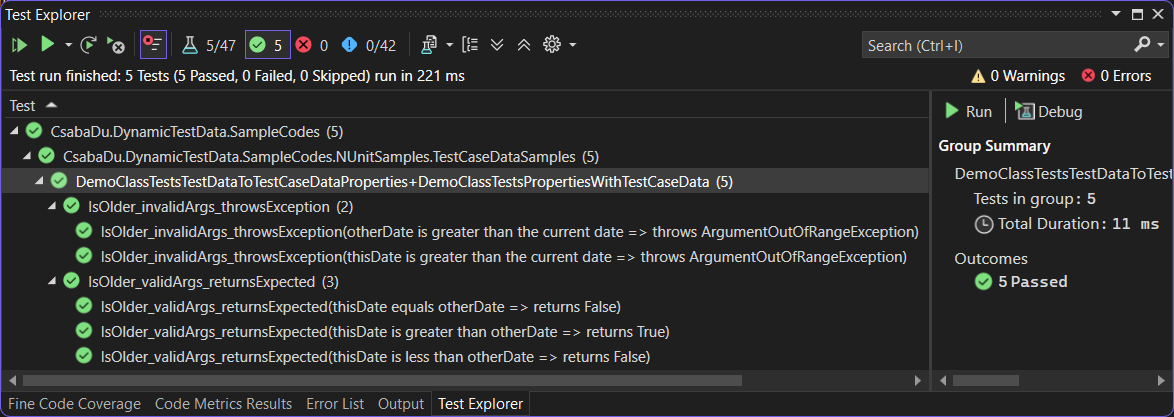 Test Explorer
5/47 5 0 0/42 Search (Ctrl+I)
Test run finished: 5 Tests (5 Passed, 0 Failed, 0 Skipped) run in 221 ms 0 Warnings 0 Errors
Test
CsabaDu.DynamicTestData.SampleCodes (5)
CsabaDu.DynamicTestData.SampleCodes.NUnitSamples.TestCaseDataSamples (5)
DemoClassTestsTestDataToTestCaseDataProperties+DemoClassTestsPropertiesWithTestCaseData (5)
IsOlder_invalidArgs_throwsException (2)
IsOlder_invalidArgs_throwsException(otherDate is greater than the current date => throws ArgumentOutOfRangeException)
IsOlder_invalidArgs_throwsException(thisDate is greater than the current date => throws ArgumentOutOfRangeException)
IsOlder_validArgs_returnsExpected (3)
IsOlder_validArgs_returnsExpected(thisDate equals otherDate => returns False)
IsOlder_validArgs_returnsExpected(thisDate is greater than otherDate => returns True)
IsOlder_validArgs_returnsExpected(thisDate is less than otherDate => returns False)
Run Debug
Group Summary
DemoClassTestsTestDataToTest
Tests in group: 5
Total Duration: 11 ms
Outcomes
5 Passed
Fine Code Coverage Code Metrics Results Error List Output Test Explorer